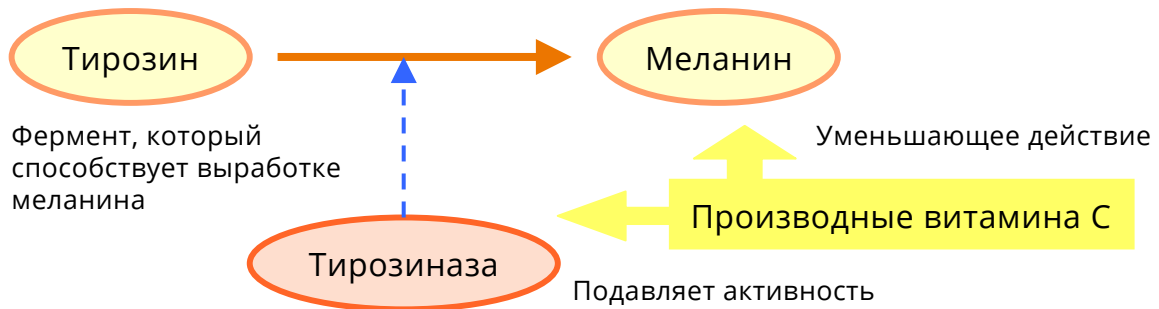 Тирозин
Меланин
Фермент, который
способствует выработке
меланина
Уменьшающее действие
Производные витамина С
Тирозиназа
Подавляет активность